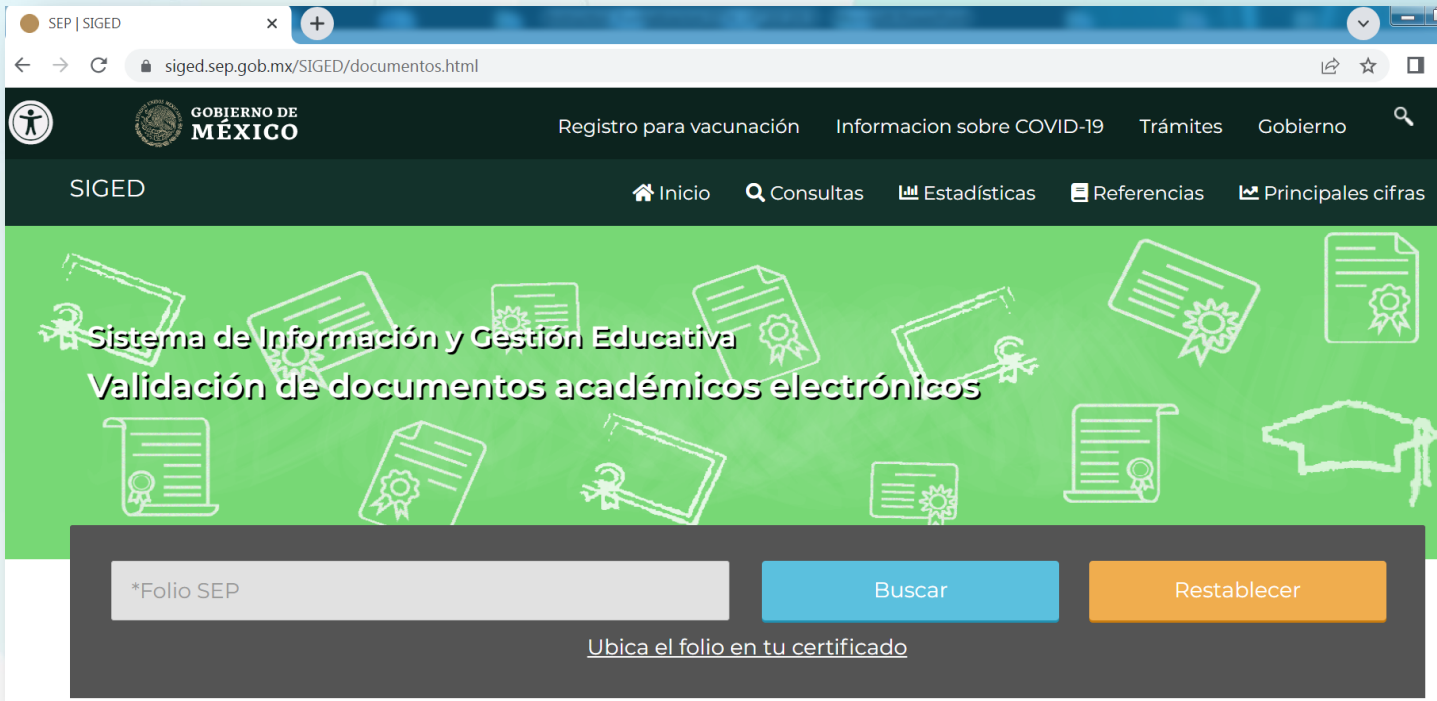 SEP | SIGED
siged.sep.gob.mx/SIGED/documentos.html
GOBIERNO DE
MÉXICO
Registro para vacunación Informacion sobre COVID-19 Trámites Gobierno
SIGED
Inicio Consultas Estadísticas Referencias Principales cifras
Sistema de Información y Gestión Educativa
Validación de documentos académicos electrónicos
*Folio SEP Buscar Restablecer
Ubica el folio en tu certificado